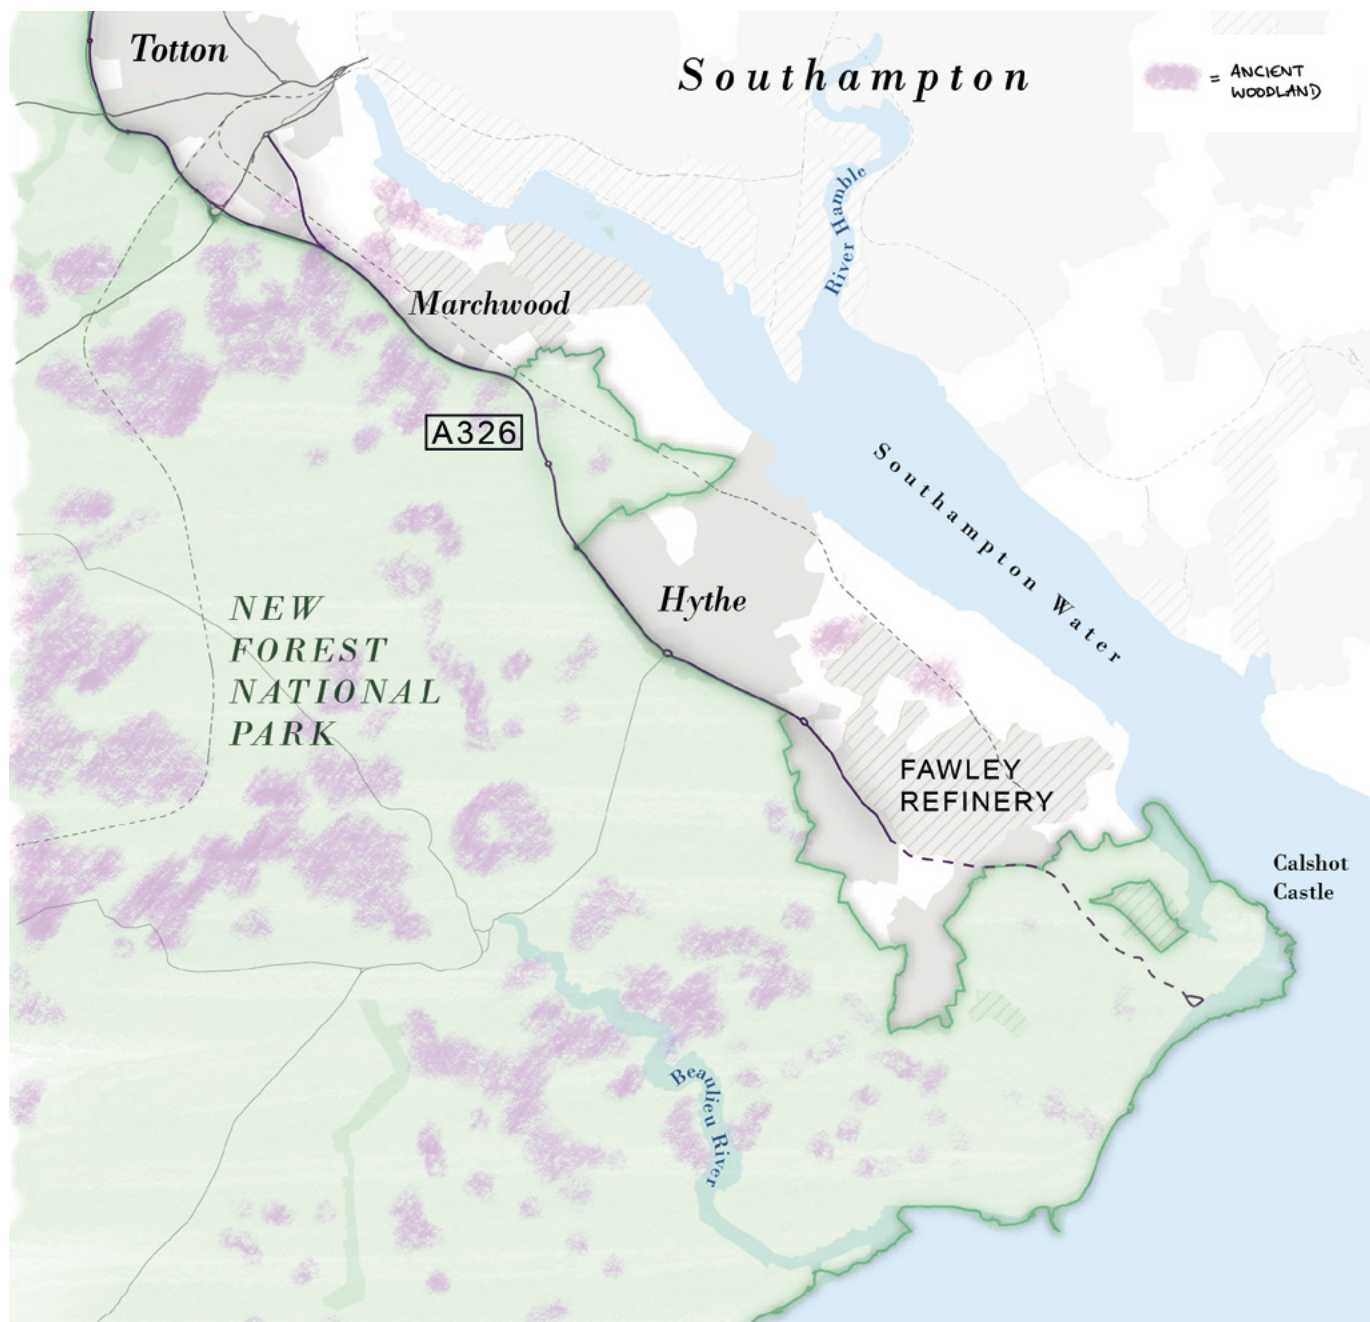 Totton
Southampton
= ANCIENT
WOODLAND
River Hamble
Marchwood
A326
Southampton Water
NEW
FOREST
NATIONAL
PARK
Hythe
FAWLEY
REFINERY
Calshot
Castle
Beaulieu River